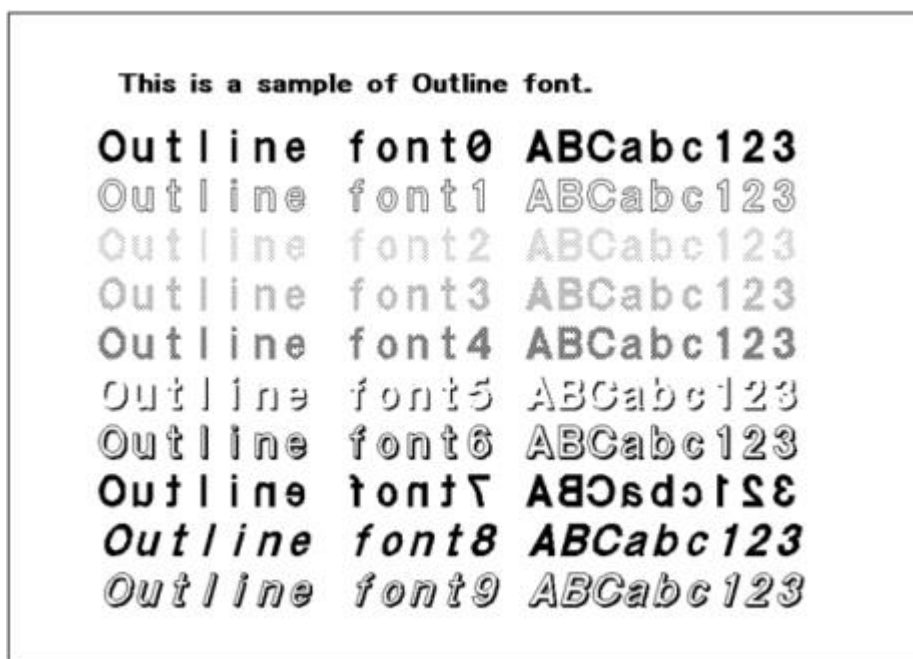 This is a sample of Outline font.
Outline font0 ABCabc123
Outline font1 ABCabc123
Outline font2 ABCabc123
Outline font3 ABCabc123
Outline font4 ABCabc123
Outline font5 ABCabc123
Outline font6 ABCabc123
Outline font7 ABCabc123
Outline font8 ABCabc123
Outline font9 ABCabc123